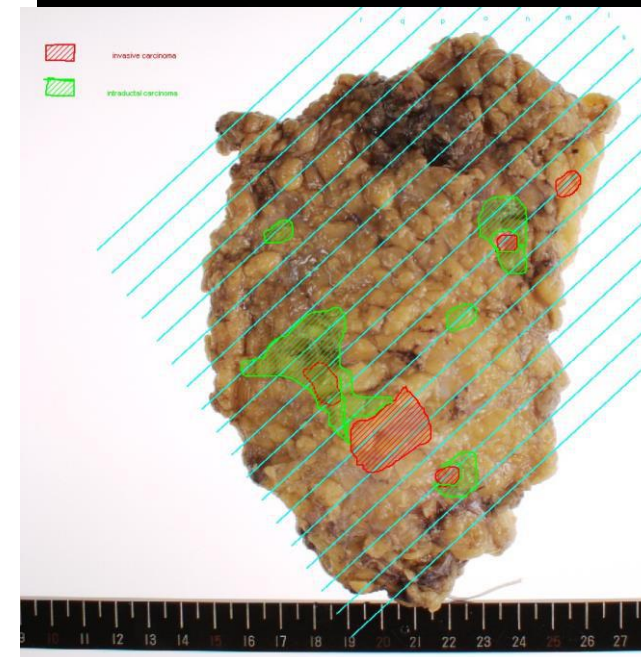 r q p o n m l
k
invasive carcinoma
intraductal carcinoma
9 10 11 12 13 14 15 16 17 18 19 20 21 22 23 24 25 26 27